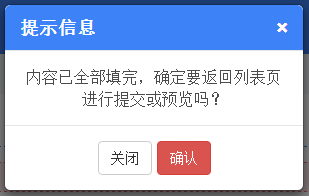 提示信息
内容已全部填完，确定要返回列表页
进行提交或预览吗？
关闭 确认